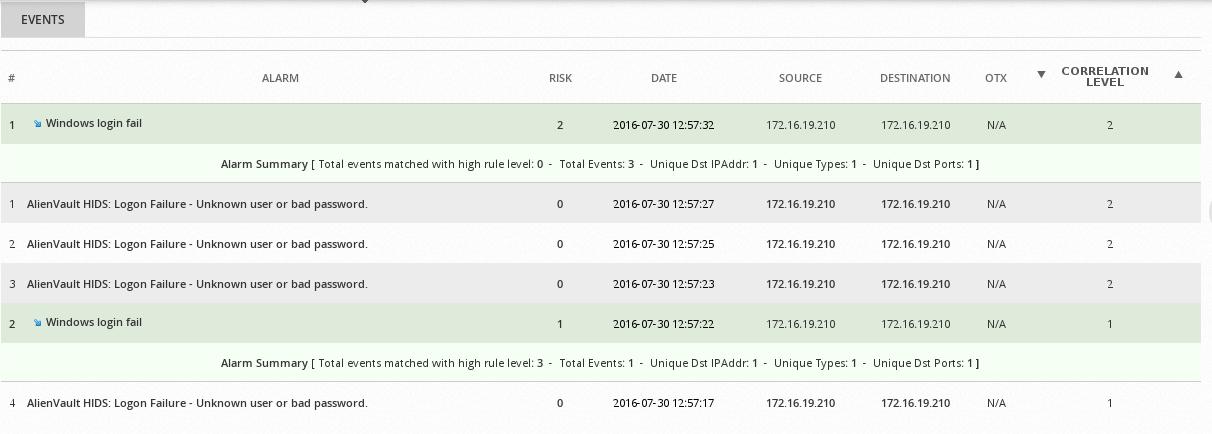 EVENTS
# ALARM RISK DATE SOURCE DESTINATION OTX ▼ CORRELATION LEVEL ▲
1 Windows login fail 2 2016-07-30 12:57:32 172.16.19.210 172.16.19.210 N/A 2
Alarm Summary [ Total events matched with high rule level: 0 - Total Events: 3 - Unique Dst IPAddr: 1 - Unique Types: 1 - Unique Dst Ports: 1 ]
1 AlienVault HIDS: Logon Failure - Unknown user or bad password. 0 2016-07-30 12:57:27 172.16.19.210 172.16.19.210 N/A 2
2 AlienVault HIDS: Logon Failure - Unknown user or bad password. 0 2016-07-30 12:57:25 172.16.19.210 172.16.19.210 N/A 2
3 AlienVault HIDS: Logon Failure - Unknown user or bad password. 0 2016-07-30 12:57:23 172.16.19.210 172.16.19.210 N/A 2
2 Windows login fail 1 2016-07-30 12:57:22 172.16.19.210 172.16.19.210 N/A 1
Alarm Summary [ Total events matched with high rule level: 3 - Total Events: 1 - Unique Dst IPAddr: 1 - Unique Types: 1 - Unique Dst Ports: 1 ]
4 AlienVault HIDS: Logon Failure - Unknown user or bad password. 0 2016-07-30 12:57:17 172.16.19.210 172.16.19.210 N/A 1